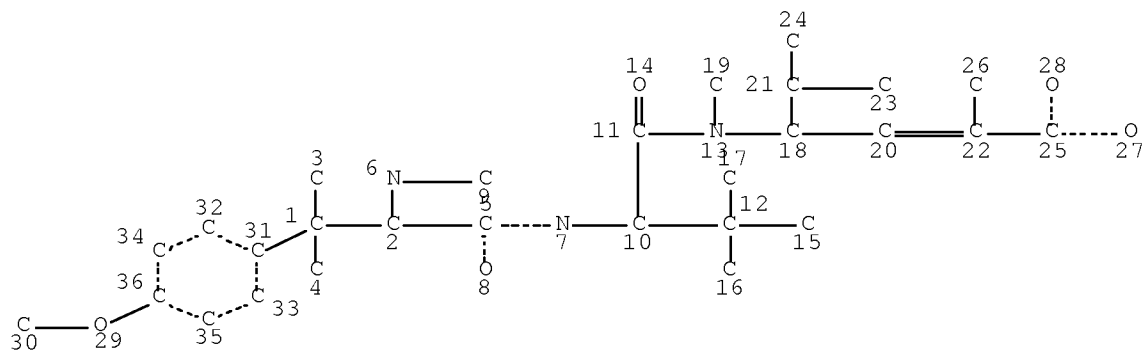 24
C
14 19 21 C C 26 28
O C 23 C O
11 C N C C C C O
13 18 20 22 25 27
3 6 17
C N C C
9
32 1 5 12
34 C 31 C C C N C C C
C C 2 7 10 15
36 C O C
C C 4 8 16
33
C O C
30 29 35